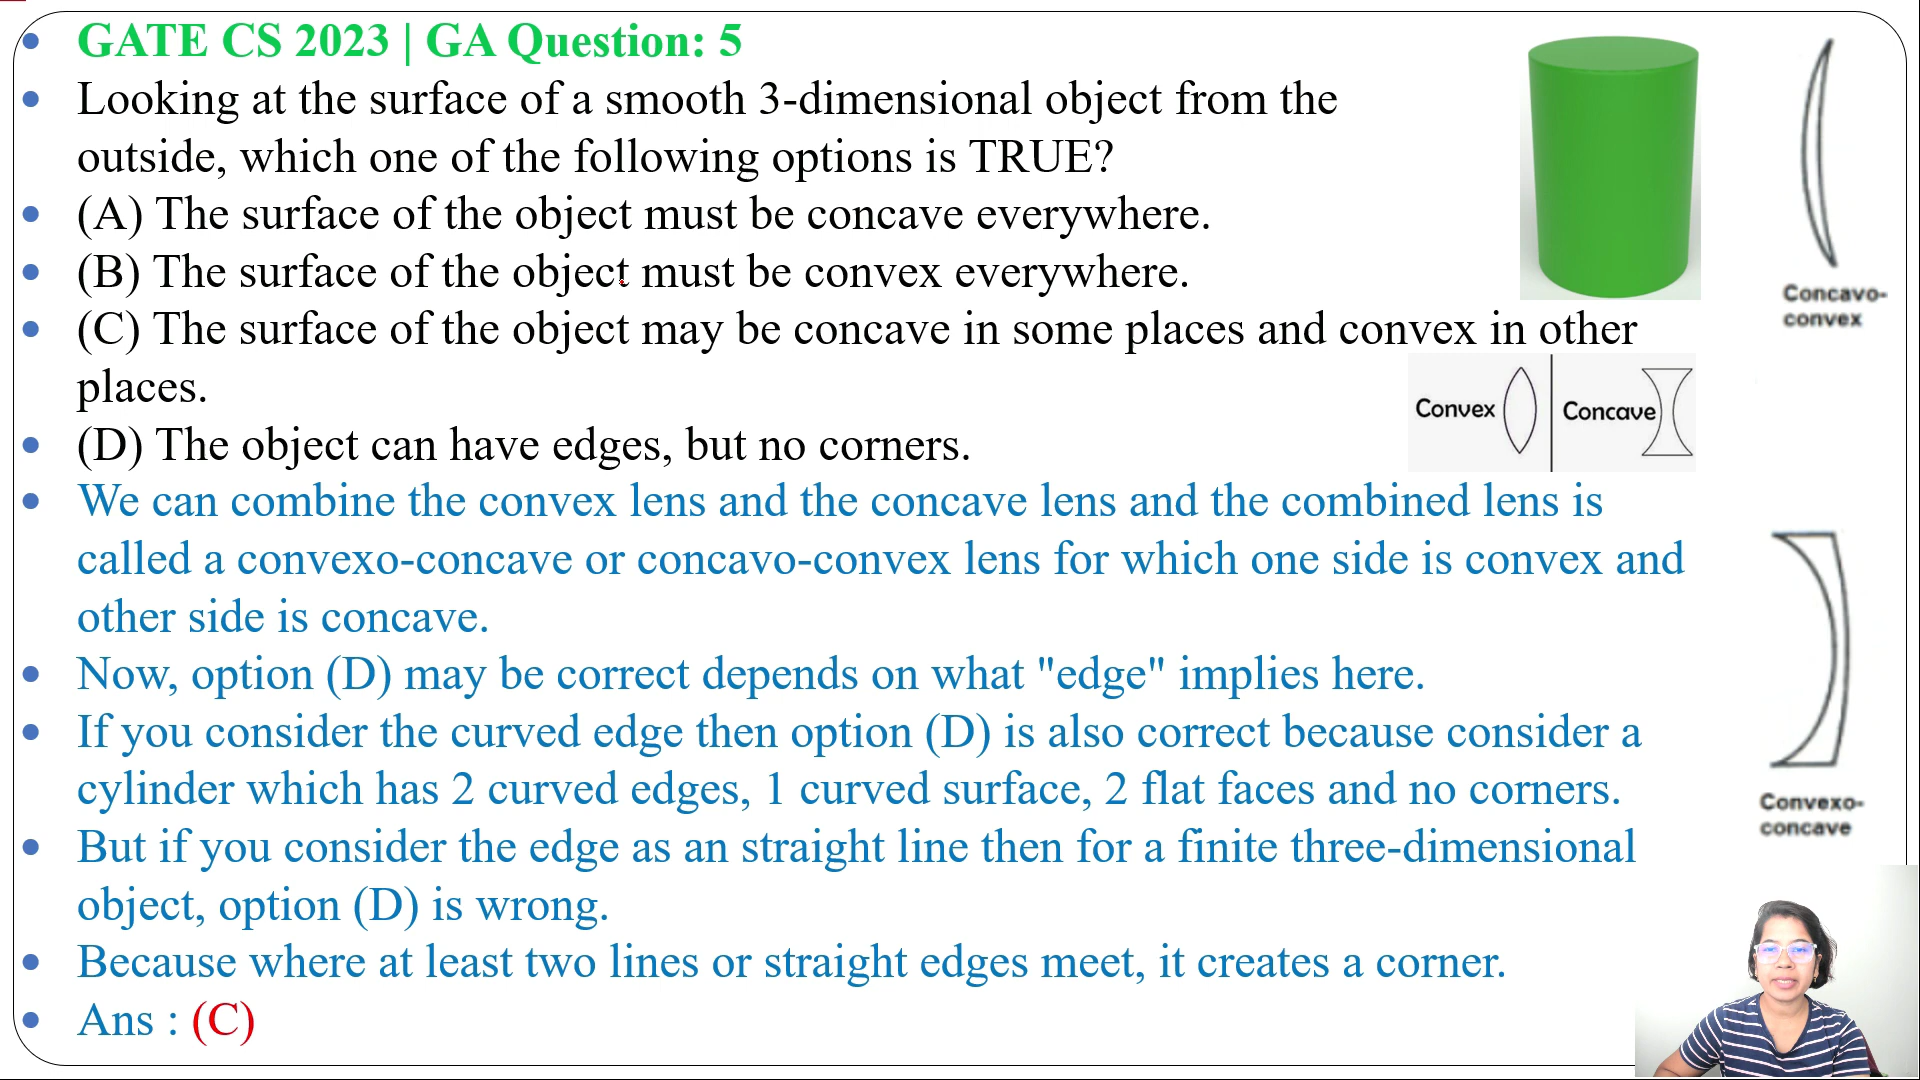 GATE CS 2023 | GA Question: 5
Looking at the surface of a smooth 3-dimensional object from the
outside, which one of the following options is TRUE?
(A) The surface of the object must be concave everywhere.
(B) The surface of the object must be convex everywhere.
(C) The surface of the object may be concave in some places and convex in other
places.
(D) The object can have edges, but no corners.
We can combine the convex lens and the concave lens and the combined lens is
called a convexo-concave or concavo-convex lens for which one side is convex and
other side is concave.
Now, option (D) may be correct depends on what "edge" implies here.
If you consider the curved edge then option (D) is also correct because consider a
cylinder which has 2 curved edges, 1 curved surface, 2 flat faces and no corners.
But if you consider the edge as an straight line then for a finite three-dimensional
object, option (D) is wrong.
Because where at least two lines or straight edges meet, it creates a corner.
Ans : (C)
Concavo-
convex
Convex
Concave
Convexo-
concave